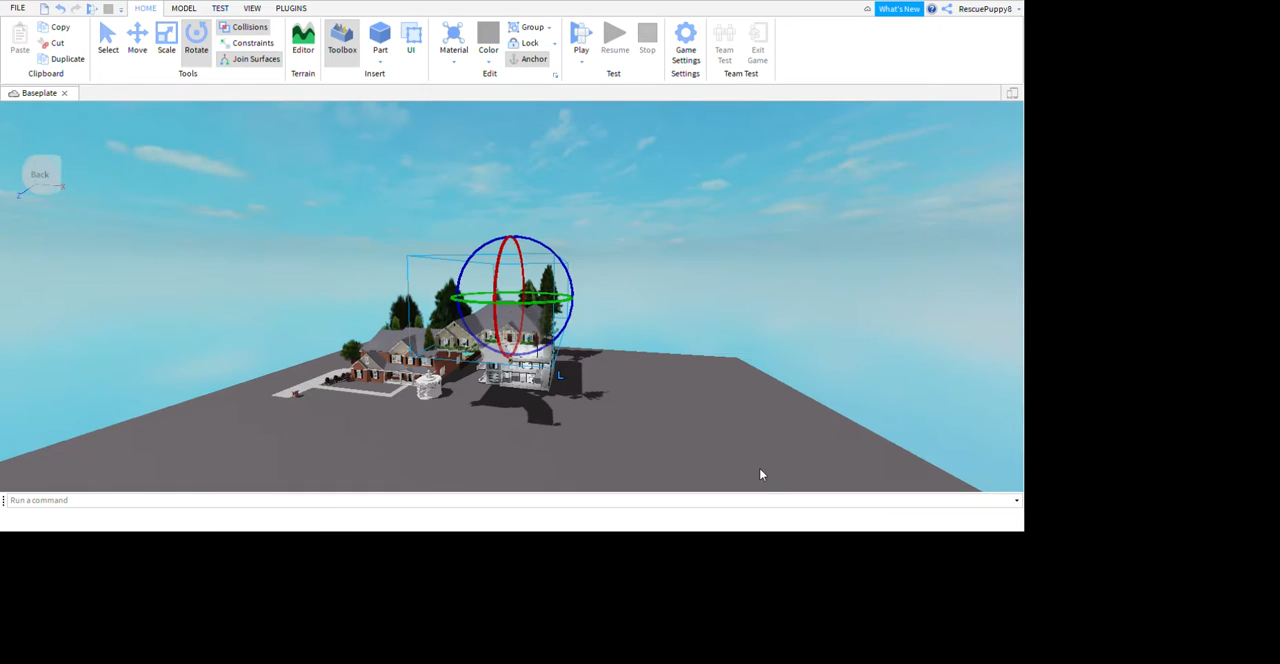 FILE HOME MODEL TEST VIEW PLUGINS What's New RescuePuppy8
Paste Copy Cut Duplicate Clipboard
Select Move Scale Rotate Collisions Constraints Join Surfaces Tools
Editor Terrain
Toolbox Part UI Insert
Material Color Group Lock Anchor Edit
Play Resume Stop Test
Game Settings Settings
Team Test Exit Game Team Test
Baseplate
Back
X
Z
L
Run a command